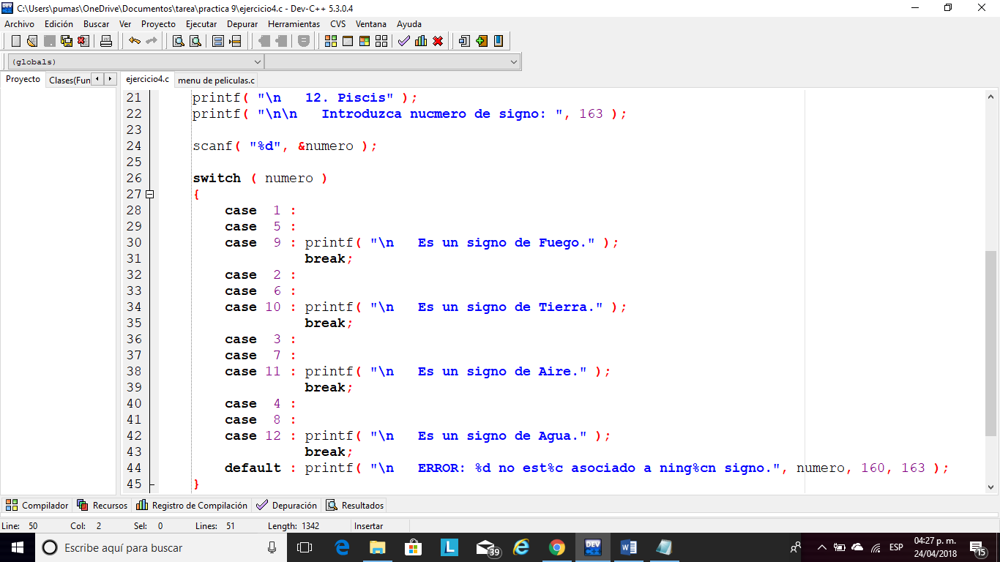 C:\Users\pumas\OneDrive\Documentos\tarea\practica 9\ejercicio4.c - Dev-C++ 5.3.0.4
Archivo Edición Buscar Ver Proyecto Ejecutar Depurar Herramientas CVS Ventana Ayuda
(globals)
Proyecto Clases(Fun ejercicio4.c menu de peliculas.c
21 printf( "\n   12. Piscis" );
22 printf( "\n\n   Introduzca nucmero de signo: ", 163 );
23
24 scanf( "%d", &numero );
25
26 switch ( numero )
27 {
28 case  1 :
29 case  5 :
30 case  9 : printf( "\n   Es un signo de Fuego." );
31 break;
32 case  2 :
33 case  6 :
34 case 10 : printf( "\n   Es un signo de Tierra." );
35 break;
36 case  3 :
37 case  7 :
38 case 11 : printf( "\n   Es un signo de Aire." );
39 break;
40 case  4 :
41 case  8 :
42 case 12 : printf( "\n   Es un signo de Agua." );
43 break;
44 default : printf( "\n   ERROR: %d no est%c asociado a ning%cn signo.", numero, 160, 163 );
45 }
Compilador Recursos Registro de Compilación Depuración Resultados
Line: 50 Col: 2 Sel: 0 Lines: 51 Length: 1342 Insertar
DEV
Escribe aquí para buscar L 39 DEV ESP 04:27 p. m. 15
24/04/2018